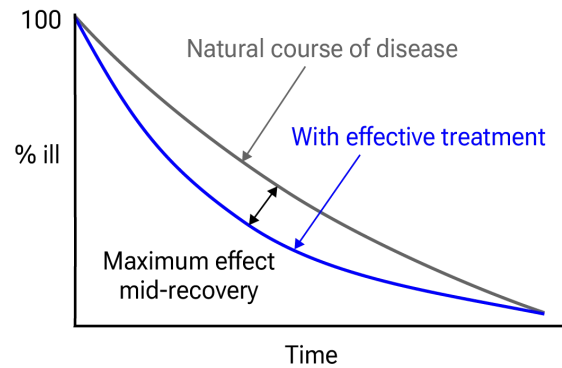 100
Natural course of disease
With effective treatment
% ill
Maximum effect
mid-recovery
Time